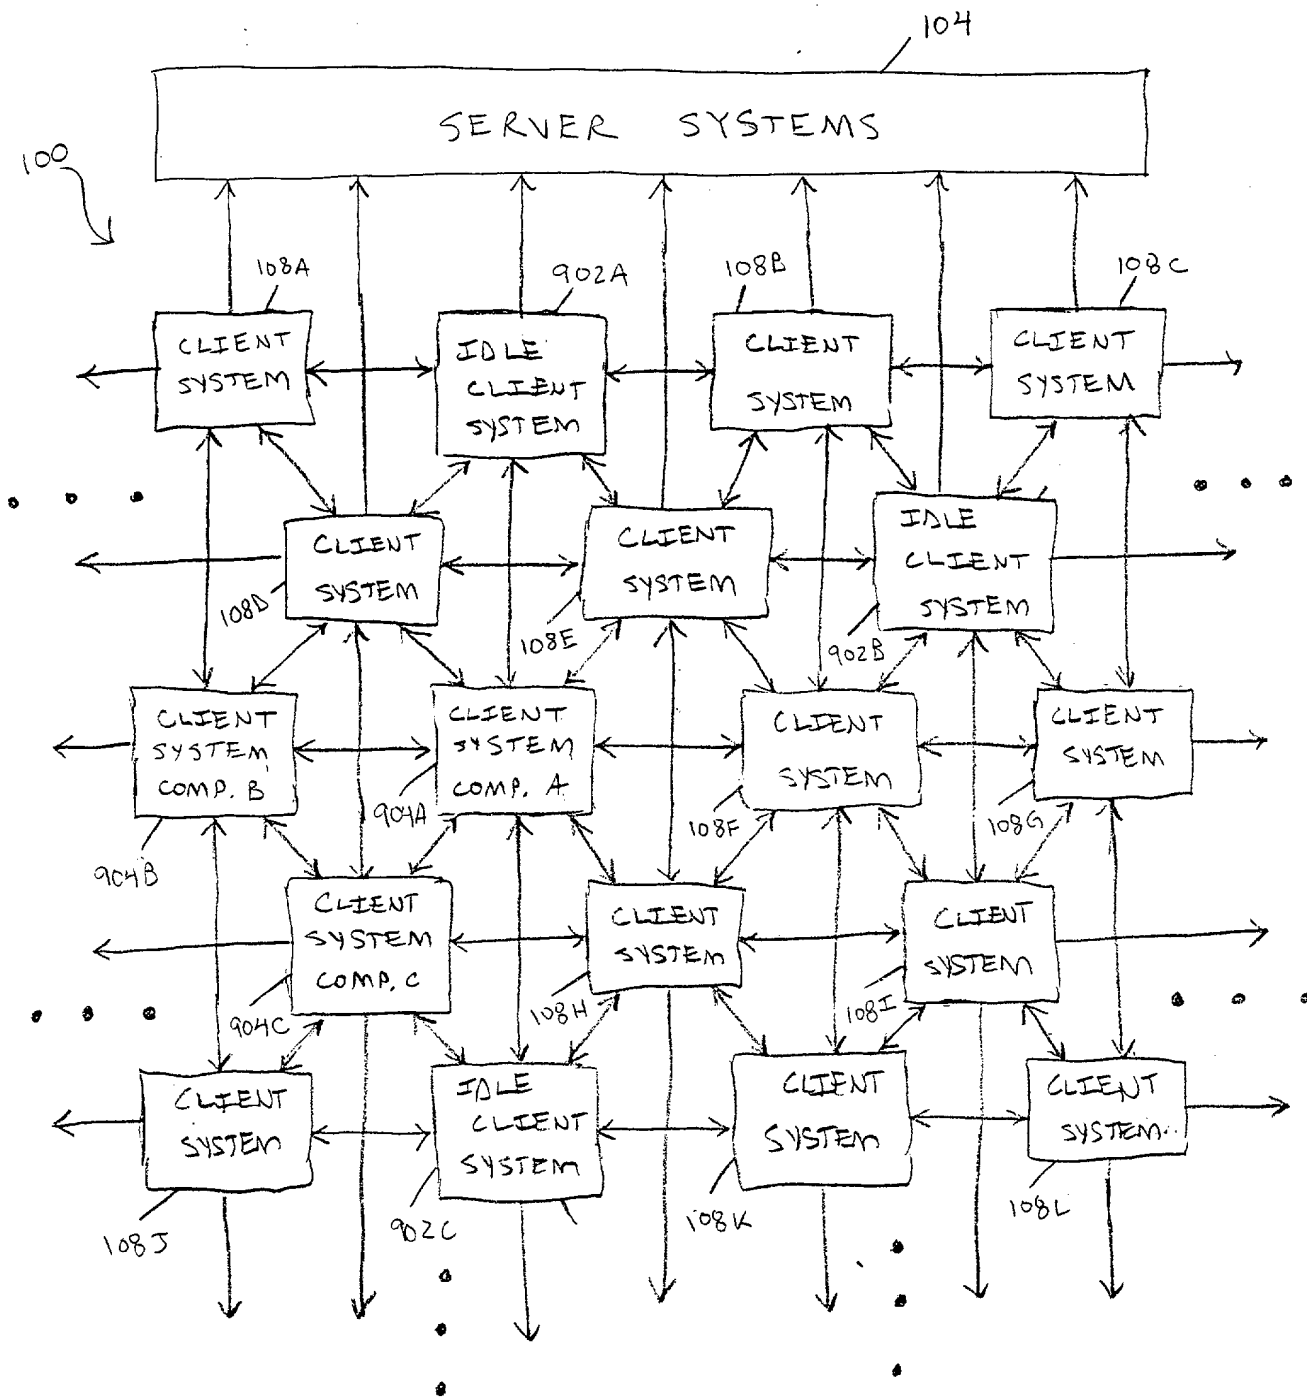 104
SERVER SYSTEMS
100
108A
902A
108B
108C
CLIENT
SYSTEM
IDLE
CLIENT
SYSTEM
CLIENT
SYSTEM
CLIENT
SYSTEM
CLIENT
SYSTEM
108D
CLIENT
SYSTEM
108E
IDLE
CLIENT
SYSTEM
902B
CLIENT
SYSTEM
COMP. B
904B
CLIENT
SYSTEM
COMP. A
904A
CLIENT
SYSTEM
108F
CLIENT
SYSTEM
108G
CLIENT
SYSTEM
COMP. C
904C
CLIENT
SYSTEM
108H
CLIENT
SYSTEM
108I
CLIENT
SYSTEM
108J
IDLE
CLIENT
SYSTEM
902C
CLIENT
SYSTEM
108K
CLIENT
SYSTEM
108L